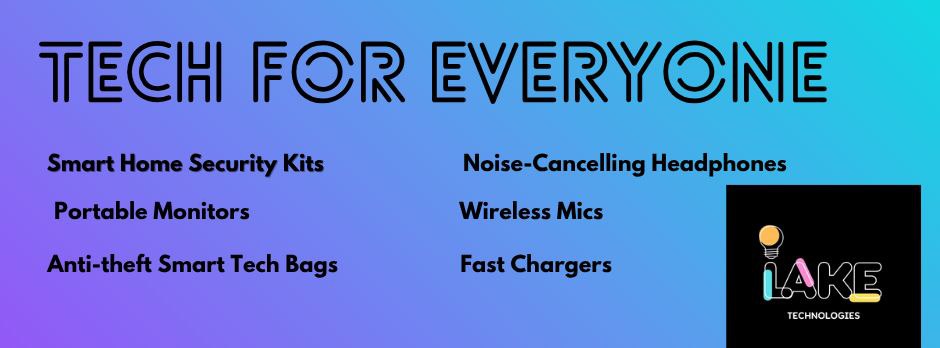 TECH FOR EVERYONE
Smart Home Security Kits
Portable Monitors
Anti-theft Smart Tech Bags
Noise-Cancelling Headphones
Wireless Mics
Fast Chargers
iLAKE
TECHNOLOGIES